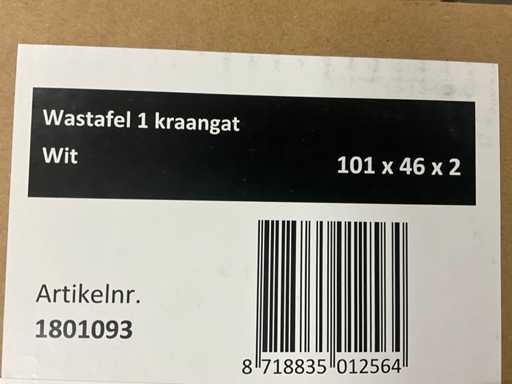 Wastafel 1 kraangat
Wit
101 x 46 x 2
Artikelnr.
1801093
8 718835 012564